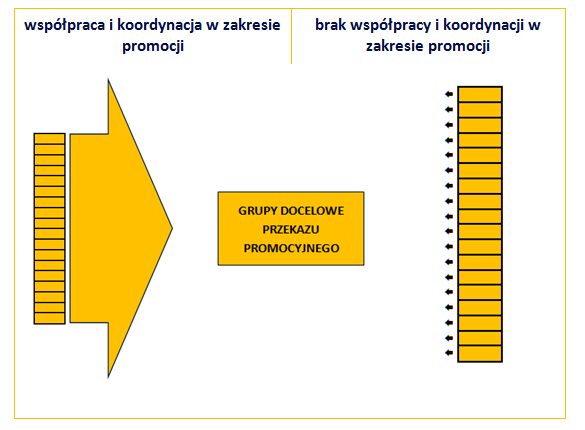 współpraca i koordynacja w zakresie
promocji
brak współpracy i koordynacji w
zakresie promocji
GRUPY DOCELOWE
PRZEKAZU
PROMOCYJNEGO